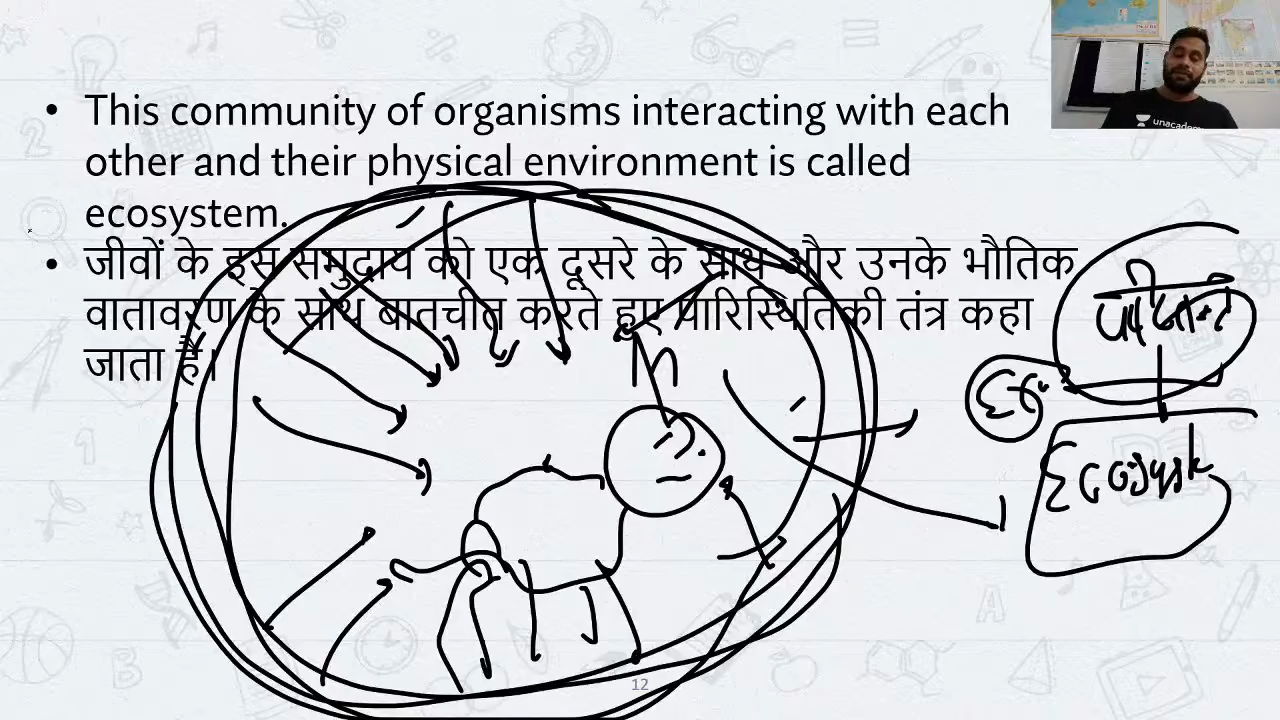 This community of organisms interacting with each
other and their physical environment is called
ecosystem.
जीवों के इस समुदाय को एक दूसरे के साथ और उनके भौतिक
वातावरण के साथ बातचीत करते हुए पारिस्थितिकी तंत्र कहा
जाता है।
12